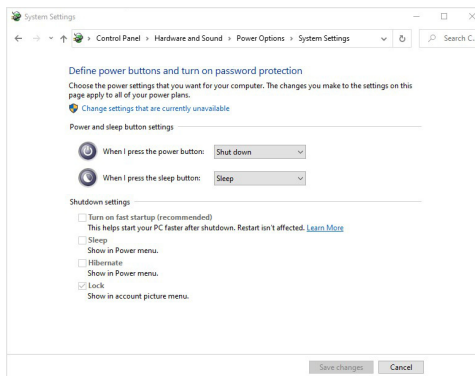 System Settings
Control Panel > Hardware and Sound > Power Options > System Settings
Search C...
Define power buttons and turn on password protection
Choose the power settings that you want for your computer. The changes you make to the settings on this
page apply to all of your power plans.
Change settings that are currently unavailable
Power and sleep button settings
When I press the power button: Shut down
When I press the sleep button: Sleep
Shutdown settings
Turn on fast startup (recommended)
This helps start your PC faster after shutdown. Restart isn't affected. Learn More
Sleep
Show in Power menu.
Hibernate
Show in Power menu.
Lock
Show in account picture menu.
Save changes Cancel